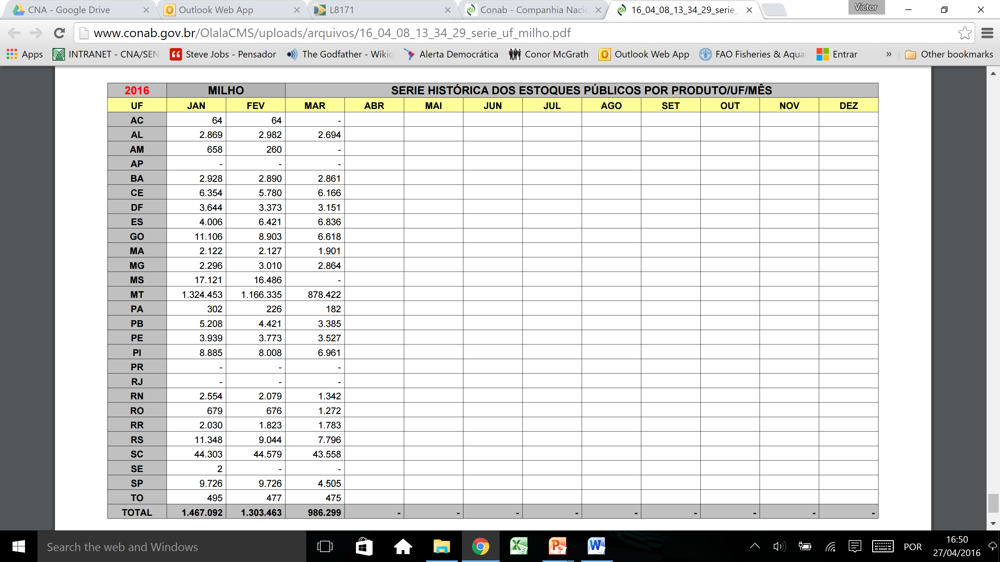 CNA - Google Drive Outlook Web App L8171 Conab - Companhia Nacio 16_04_08_13_34_29_serie_ Victor
www.conab.gov.br/OlalaCMS/uploads/arquivos/16_04_08_13_34_29_serie_uf_milho.pdf
Apps INTRANET - CNA/SEN Steve Jobs - Pensador The Godfather - Wikiq Alerta Democrática Conor McGrath Outlook Web App FAO Fisheries & Aqua Entrar » Other bookmarks
2016 MILHO SERIE HISTÓRICA DOS ESTOQUES PÚBLICOS POR PRODUTO/UF/MÊS
UF JAN FEV MAR ABR MAI JUN JUL AGO SET OUT NOV DEZ
AC 64 64 -
AL 2.869 2.982 2.694
AM 658 260 -
AP - - -
BA 2.928 2.890 2.861
CE 6.354 5.780 6.166
DF 3.644 3.373 3.151
ES 4.006 6.421 6.836
GO 11.106 8.903 6.618
MA 2.122 2.127 1.901
MG 2.296 3.010 2.864
MS 17.121 16.486 -
MT 1.324.453 1.166.335 878.422
PA 302 226 182
PB 5.208 4.421 3.385
PE 3.939 3.773 3.527
PI 8.885 8.008 6.961
PR - - -
RJ - - -
RN 2.554 2.079 1.342
RO 679 676 1.272
RR 2.030 1.823 1.783
RS 11.348 9.044 7.796
SC 44.303 44.579 43.558
SE 2 - -
SP 9.726 9.726 4.505
TO 495 477 475
TOTAL 1.467.092 1.303.463 986.299 - - - - - - - - -
Search the web and Windows POR 16:50
27/04/2016